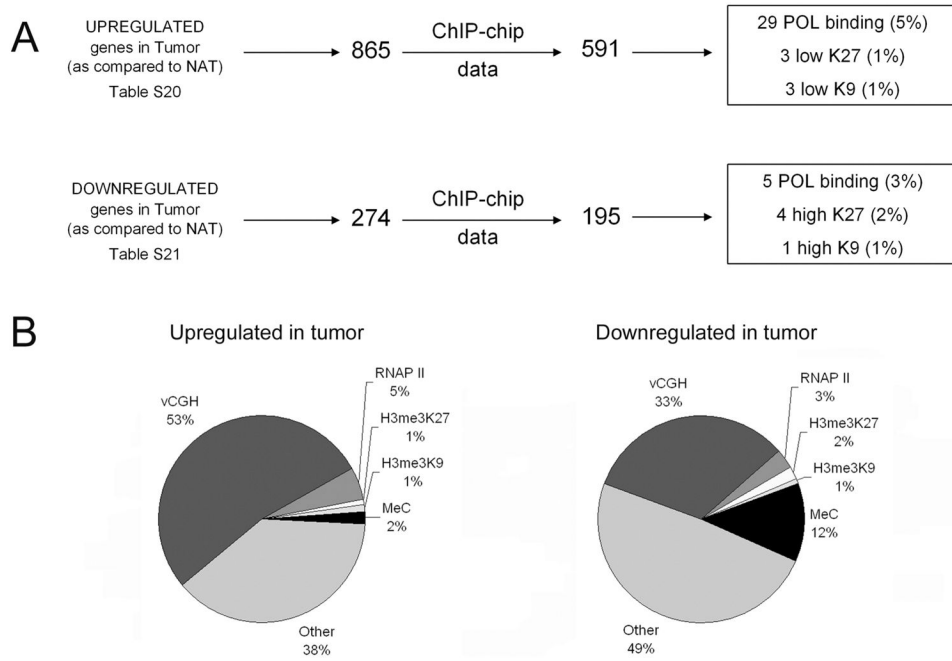 A
UPREGULATED
genes in Tumor
(as compared to NAT)
Table S20
865
ChIP-chip
data
591
29 POL binding (5%)
3 low K27 (1%)
3 low K9 (1%)
DOWNREGULATED
genes in Tumor
(as compared to NAT)
Table S21
274
ChIP-chip
data
195
5 POL binding (3%)
4 high K27 (2%)
1 high K9 (1%)
B
Upregulated in tumor
vCGH
53%
RNAP II
5%
H3me3K27
1%
H3me3K9
1%
MeC
2%
Other
38%
Downregulated in tumor
vCGH
33%
RNAP II
3%
H3me3K27
2%
H3me3K9
1%
MeC
12%
Other
49%